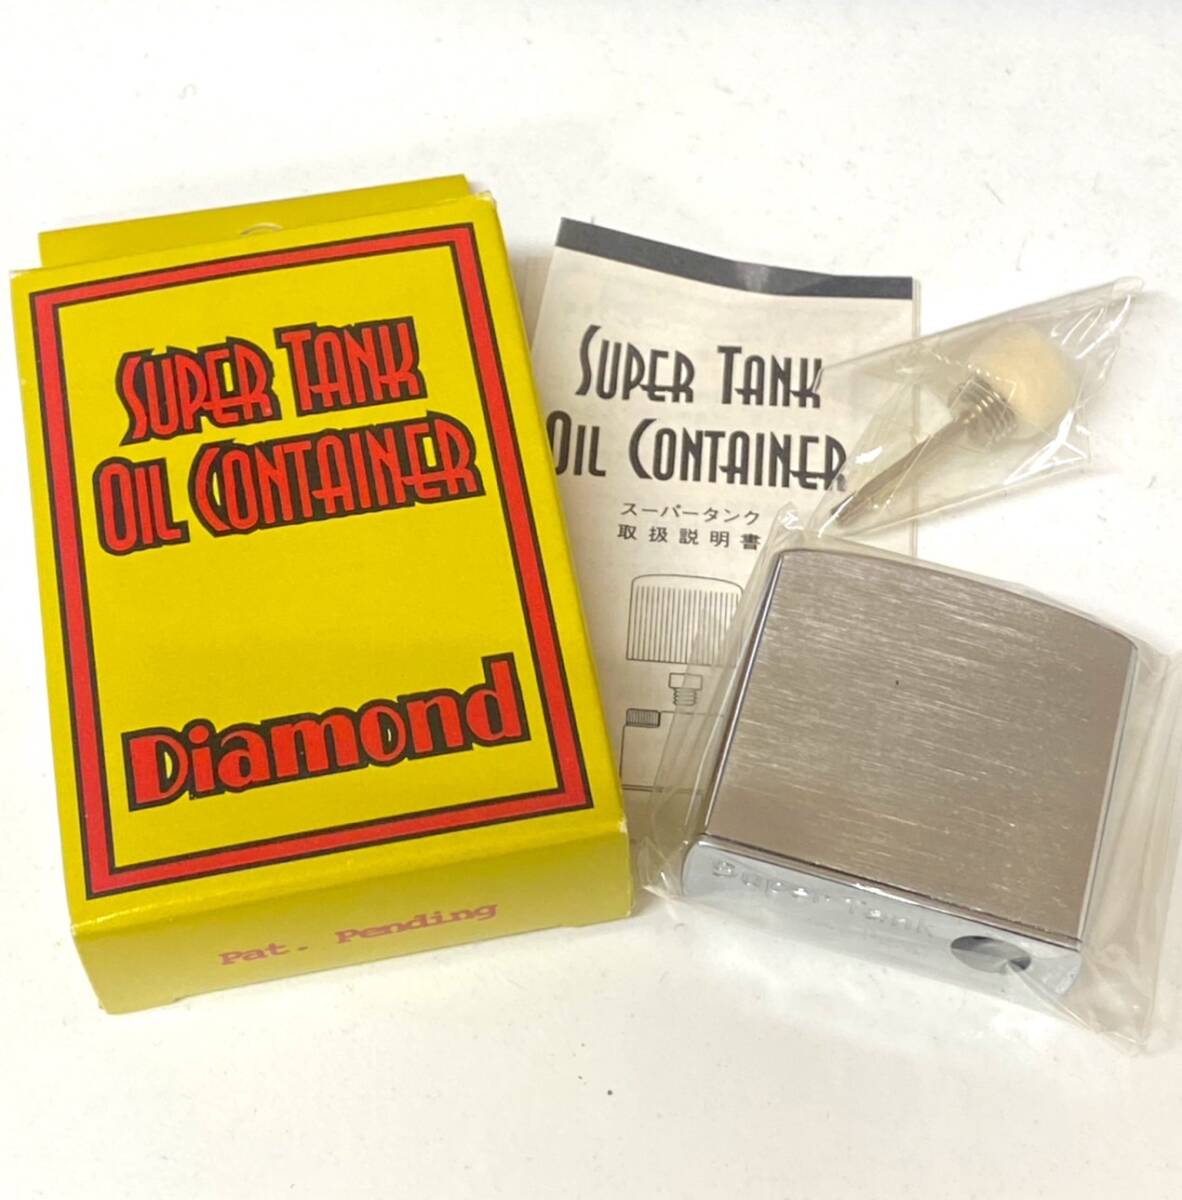 SUPER TANK
OIL CONTAINER
Diamond
Pat. Pending
SUPER TANK
OIL CONTAINER
スーパータンク
取扱説明書
Super Tank